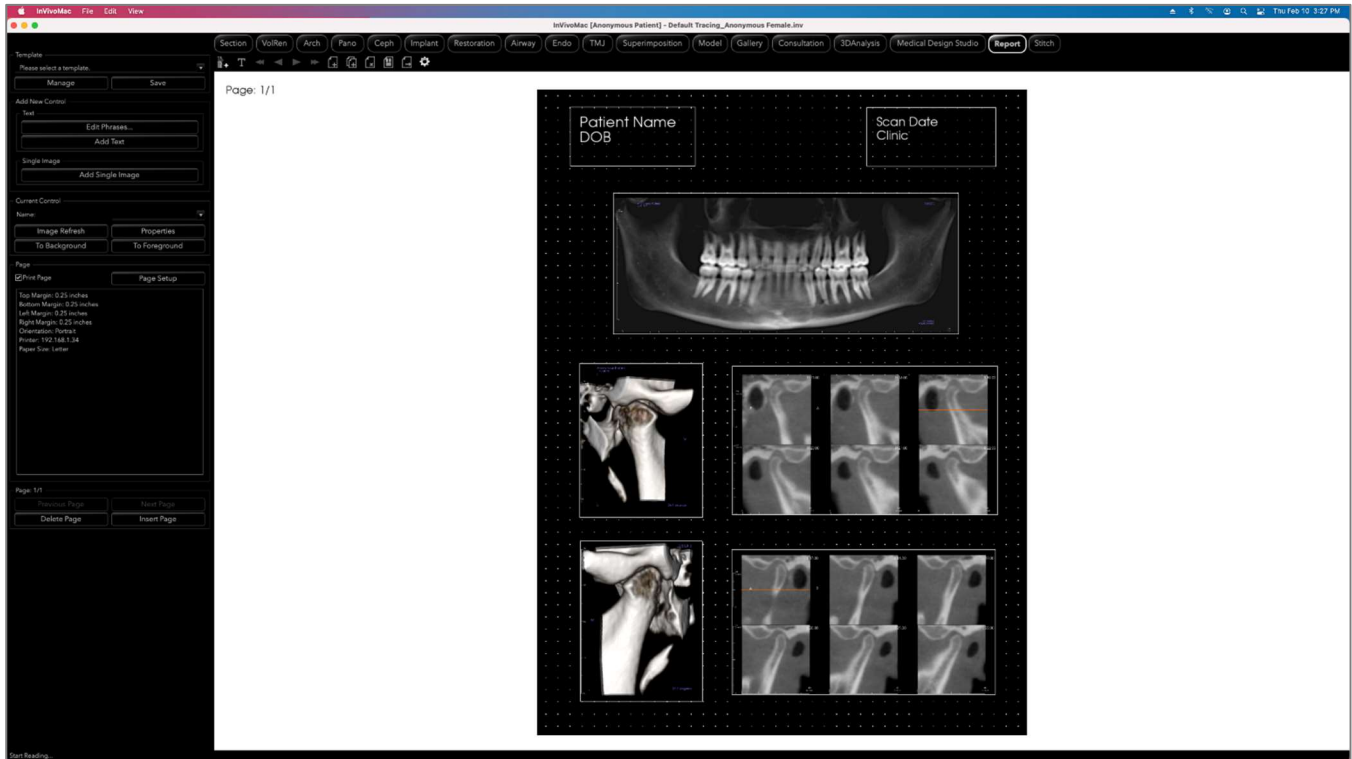 InVivoMac File Edit View
Thu Feb 10 3:27 PM
InVivoMac [Anonymous Patient] - Default Tracing_Anonymous Female.inv
Section VolRen Arch Pano Ceph Implant Restoration Airway Endo TMJ Superimposition Model Gallery Consultation 3DAnalysis Medical Design Studio Report Stitch
Template
Please select a template.
Manage Save
Add New Control
Text
Edit Phrases...
Add Text
Single Image
Add Single Image
Current Control
Name:
Image Refresh Properties
To Background To Foreground
Page
Print Page Page Setup
Top Margin: 0.25 inches
Bottom Margin: 0.25 inches
Left Margin: 0.25 inches
Right Margin: 0.25 inches
Orientation: Portrait
Printer: 192.168.1.34
Paper Size: Letter
Page: 1/1
Previous Page Next Page
Delete Page Insert Page
Start Reading...
Page: 1/1
Patient Name
DOB
Scan Date
Clinic